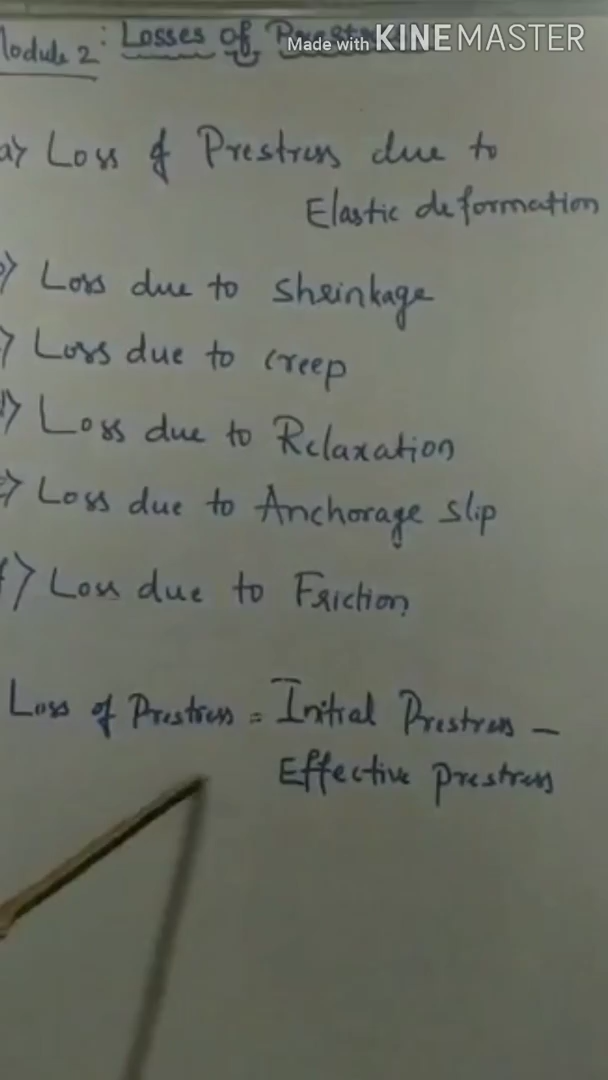 Module 2: Losses of Prestress
Made with KINEMASTER
a) Loss of Prestress due to
Elastic deformation
b) Loss due to Shrinkage
c) Loss due to Creep
d) Loss due to Relaxation
e) Loss due to Anchorage slip
f) Loss due to Friction
Loss of Prestress = Initial Prestress -
Effective Prestress